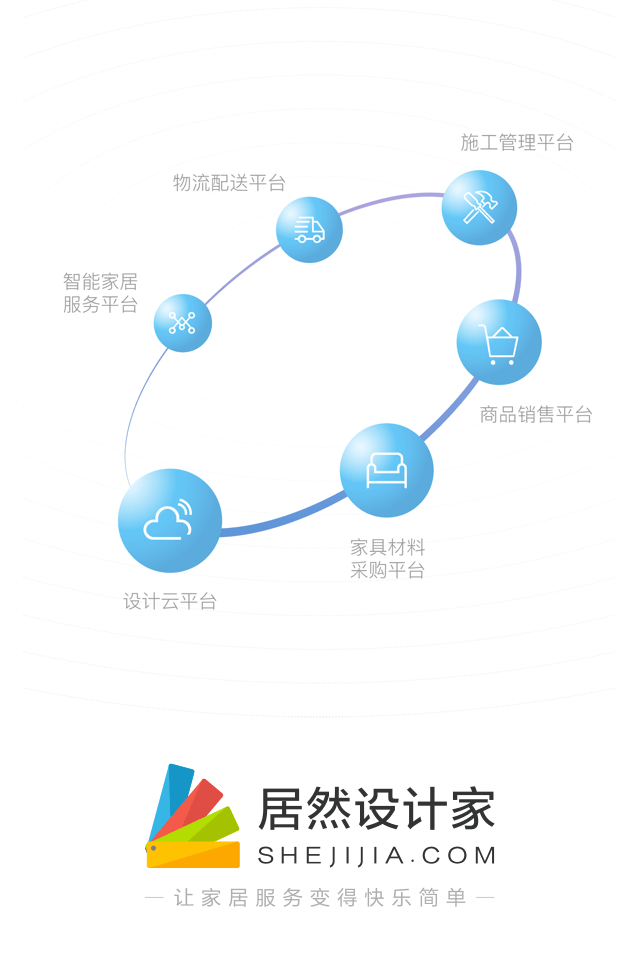 施工管理平台
物流配送平台
智能家居
服务平台
商品销售平台
家具材料
采购平台
设计云平台
居然设计家
SHEJIJIA.COM
让家居服务变得快乐简单